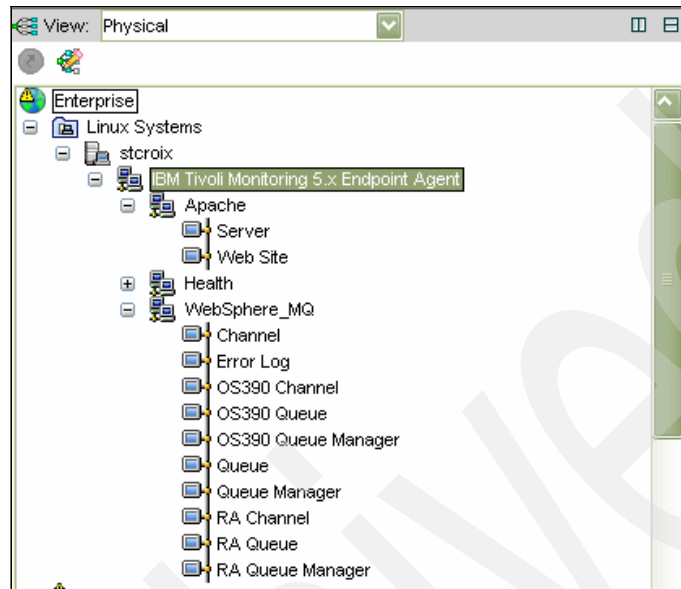 View: Physical
Enterprise
Linux Systems
stcroix
IBM Tivoli Monitoring 5.x Endpoint Agent
Apache
Server
Web Site
Health
WebSphere_MQ
Channel
Error Log
OS390 Channel
OS390 Queue
OS390 Queue Manager
Queue
Queue Manager
RA Channel
RA Queue
RA Queue Manager